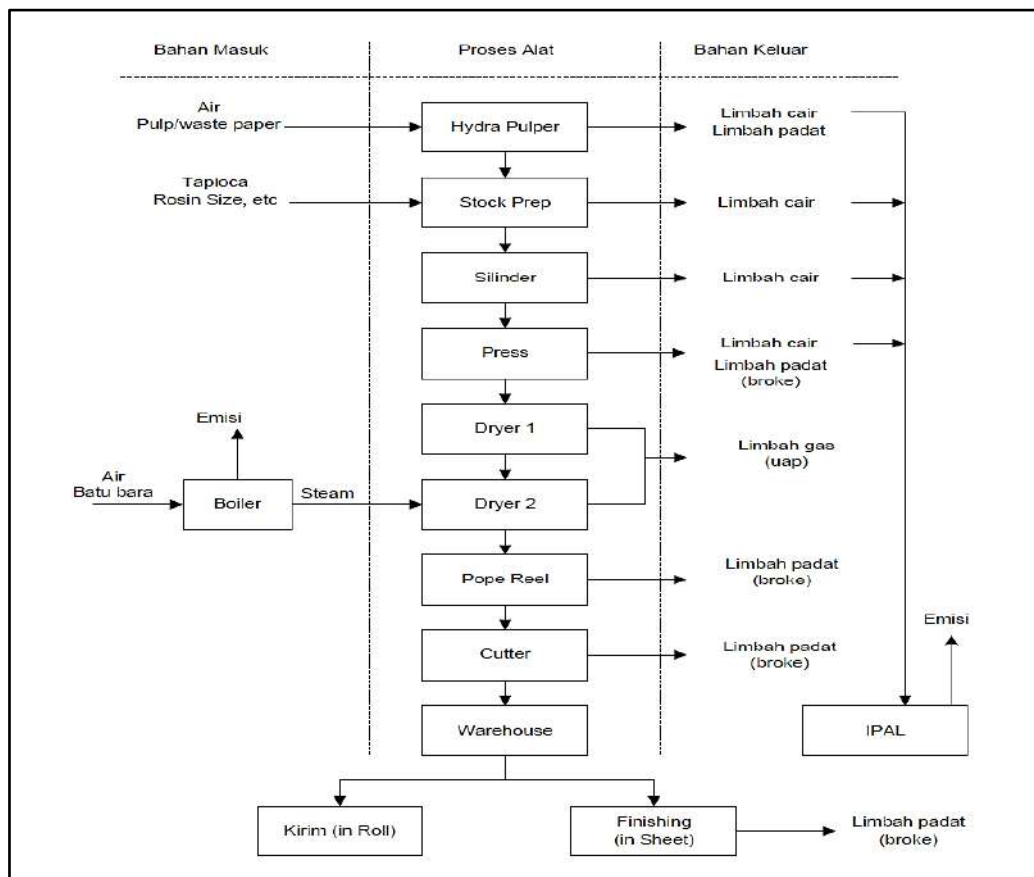 Bahan Masuk
Proses Alat
Bahan Keluar
Air
Pulp/waste paper
Hydra Pulper
Limbah cair
Limbah padat
Tapioca
Rosin Size, etc
Stock Prep
Limbah cair
Silinder
Limbah cair
Press
Limbah cair
Limbah padat
(broke)
Emisi
Dryer 1
Limbah gas
(uap)
Air
Batu bara
Boiler
Steam
Dryer 2
Pope Reel
Limbah padat
(broke)
Cutter
Limbah padat
(broke)
Emisi
Warehouse
IPAL
Kirim (in Roll)
Finishing
(in Sheet)
Limbah padat
(broke)